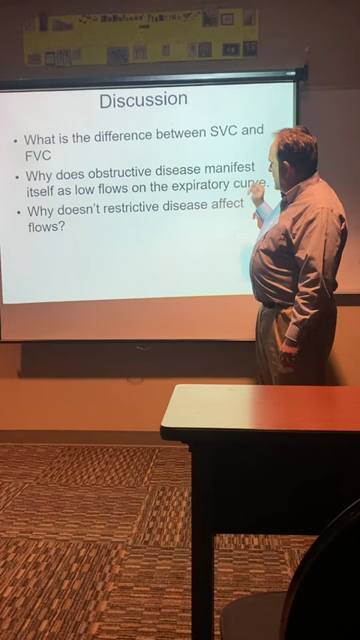 Discussion
• What is the difference between SVC and
FVC
• Why does obstructive disease manifest
itself as low flows on the expiratory curve.
• Why doesn't restrictive disease affect
flows?